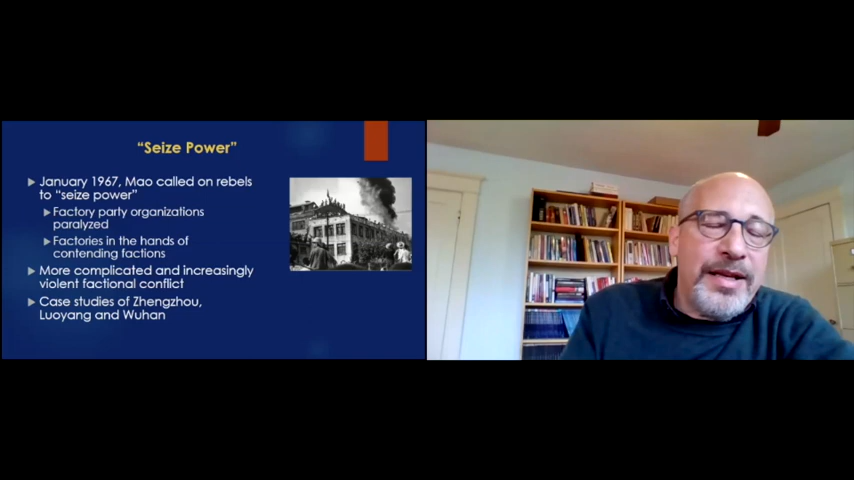 “Seize Power”
January 1967, Mao called on rebels
to “seize power”
Factory party organizations
paralyzed
Factories in the hands of
contending factions
More complicated and increasingly
violent factional conflict
Case studies of Zhengzhou,
Luoyang and Wuhan